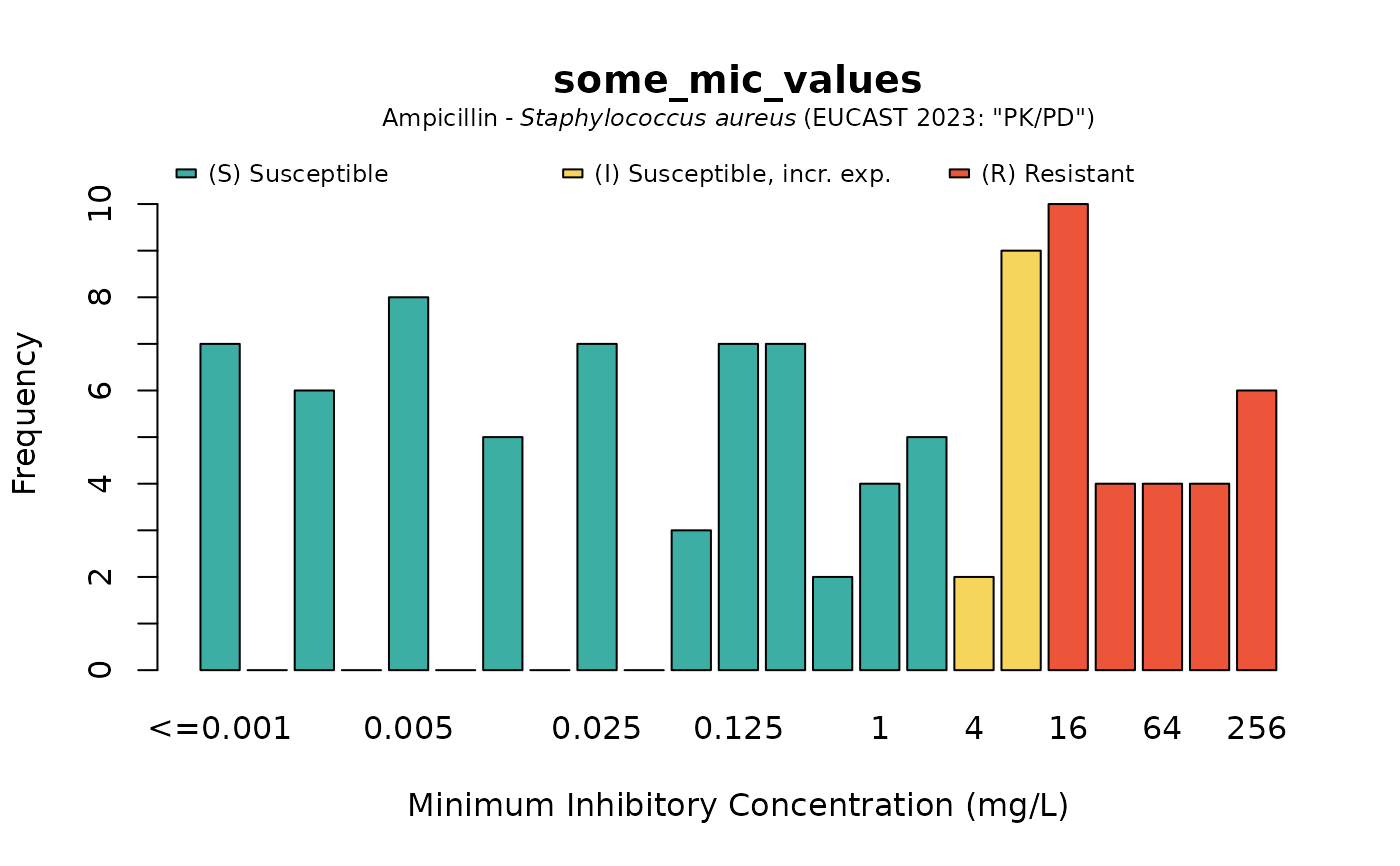 some_mic_values
Ampicillin - Staphylococcus aureus (EUCAST 2023: "PK/PD")
(S) Susceptible (I) Susceptible, incr. exp. (R) Resistant
10
8
6
4
2
0
Frequency
<=0.001 0.005 0.025 0.125 1 4 16 64 256
Minimum Inhibitory Concentration (mg/L)